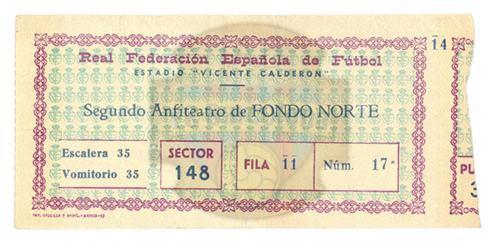 14
Real Federación Española de Fútbol
ESTADIO "VICENTE CALDERON"
Segundo Anfiteatro de FONDO NORTE
Escalera 35
Vomitorio 35
SECTOR
148
FILA 11
Núm. 17
PU